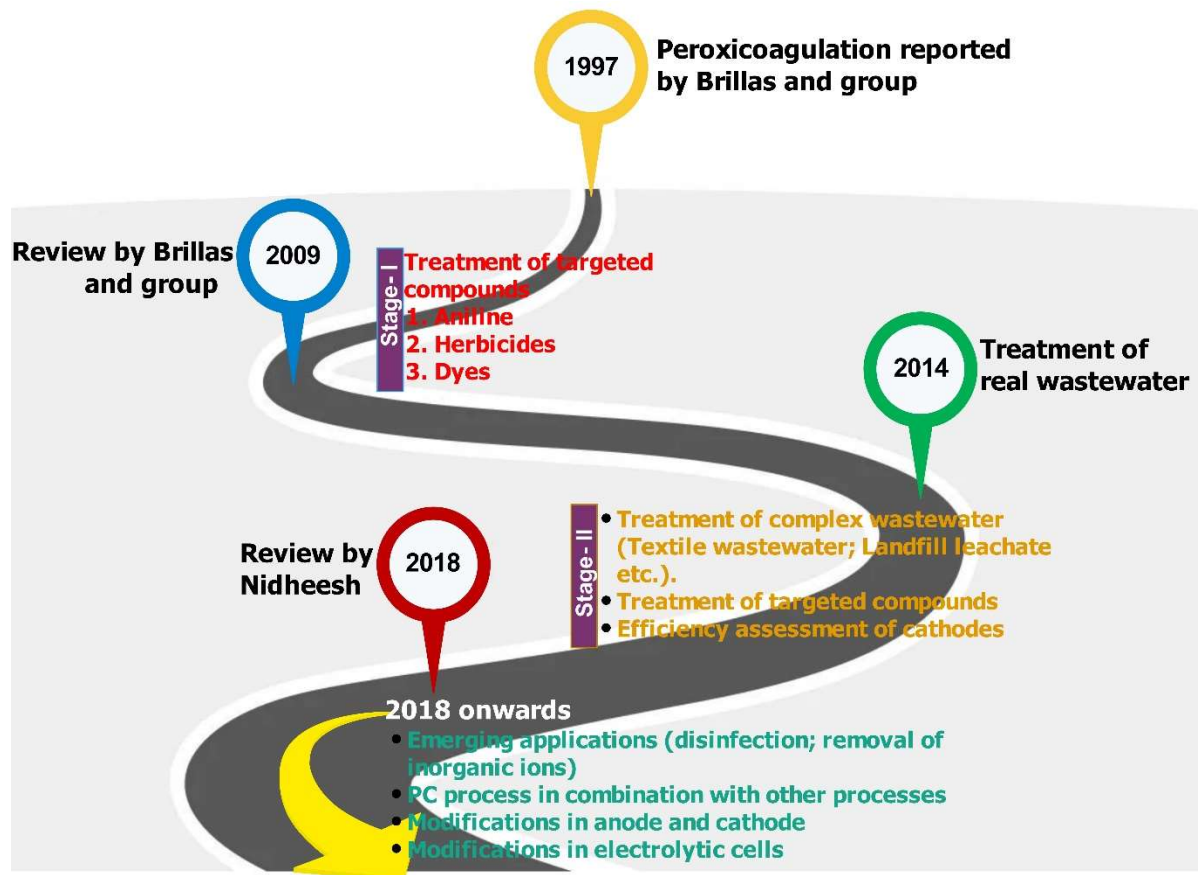 1997
Peroxicoagulation reported
by Brillas and group
Review by Brillas
and group
2009
Stage- I
Treatment of targeted
compounds
1. Aniline
2. Herbicides
3. Dyes
2014
Treatment of
real wastewater
Stage- II
• Treatment of complex wastewater
(Textile wastewater; Landfill leachate
etc.).
• Treatment of targeted compounds
• Efficiency assessment of cathodes
Review by
Nidheesh
2018
2018 onwards
• Emerging applications (disinfection; removal of
inorganic ions)
• PC process in combination with other processes
• Modifications in anode and cathode
• Modifications in electrolytic cells